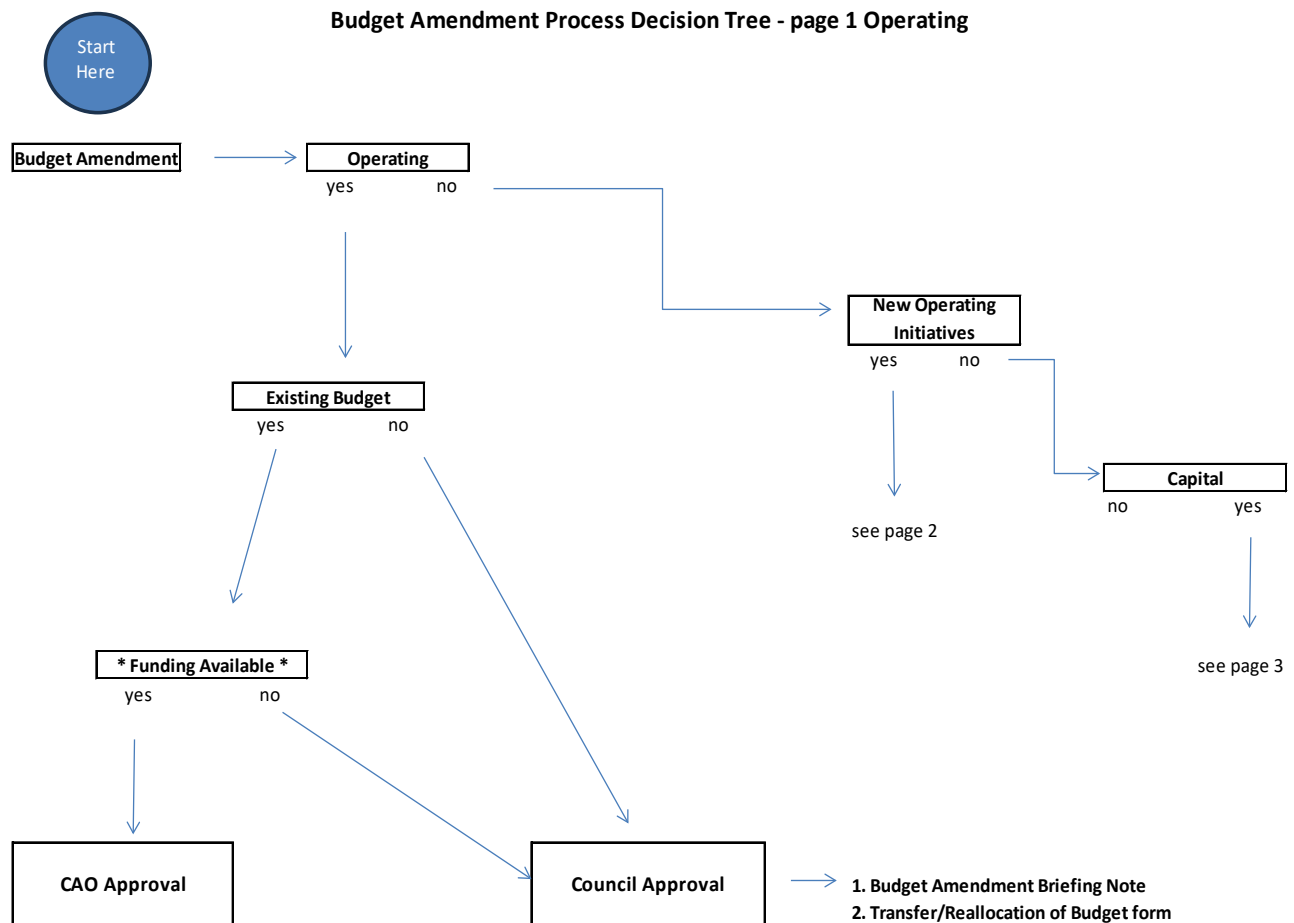 Budget Amendment Process Decision Tree - page 1 Operating
Start
Here
Budget Amendment
Operating
yes no
New Operating
Initiatives
yes no
Existing Budget
yes no
Capital
no yes
see page 2
* Funding Available *
yes no
see page 3
CAO Approval
Council Approval
1. Budget Amendment Briefing Note
2. Transfer/Reallocation of Budget form